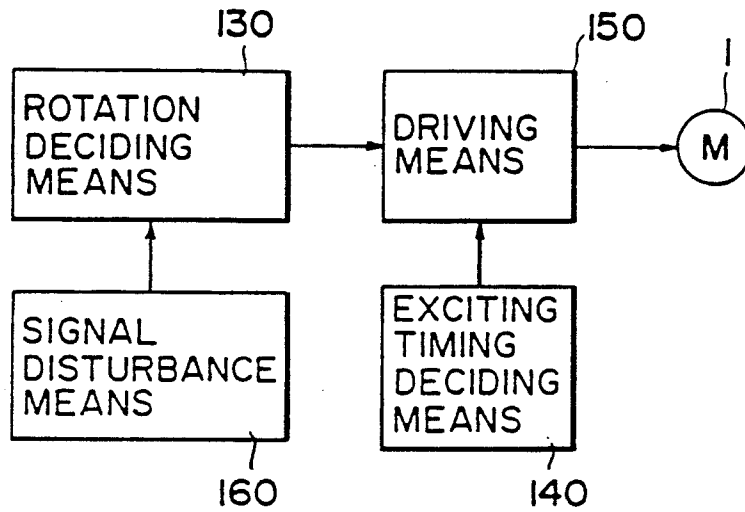 130
150
1
ROTATION
DECIDING
MEANS
DRIVING
MEANS
M
SIGNAL
DISTURBANCE
MEANS
EXCITING
TIMING
DECIDING
MEANS
160
140